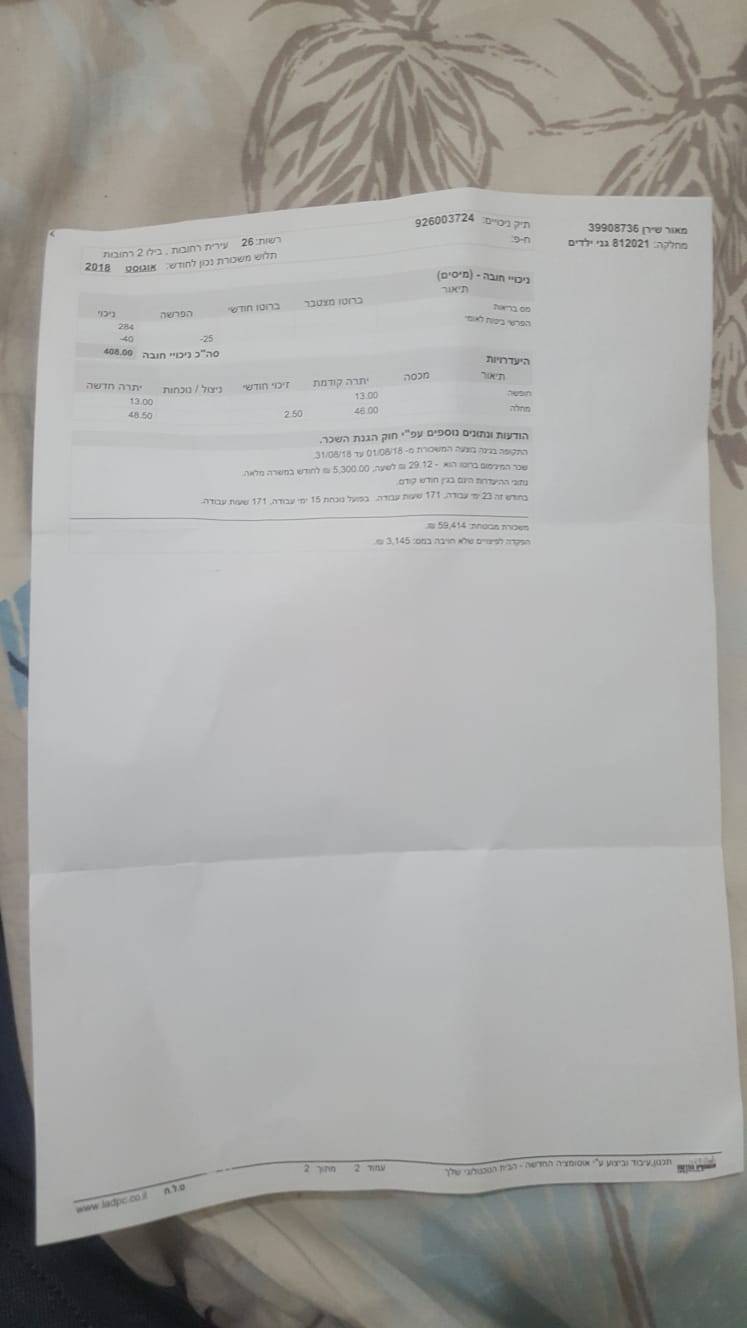 מאור שירן 39908736
מחלקה: 812021 גני ילדים
תיק ניכויים: 926003724
ח-פ:
רשות: 26 עירית רחובות , בילו 2 רחובות
תלוש משכורת נכון לחודש: אוגוסט 2018
ניכויי חובה - (מיסים)
תיאור ברוטו מצטבר ברוטו חודשי הפרשה ניכוי
מס בריאות 284
הפרשי ביטוח לאומי -25 -40
סה"כ ניכויי חובה 408.00
היעדרויות
תיאור מכסה יתרה קודמת זיכוי חודשי ניצול / נוכחות יתרה חדשה
חופשה 13.00 13.00
מחלה 46.00 2.50 48.50
הודעות ונתונים נוספים עפ"י חוק הגנת השכר.
התקופה בגינה בוצעה המשכורת מ- 01/08/18 עד 31/08/18.
שכר המינימום ברוטו הוא - 29.12 ₪ לשעה, 5,300.00 ₪ לחודש במשרה מלאה.
נתוני ההיעדרות הינם בגין חודש קודם.
בחודש זה 23 ימי עבודה, 171 שעות עבודה. בפועל נוכחת 15 ימי עבודה, 171 שעות עבודה.
משכורת מבוטחת: 59,414 ₪.
הפקדה לפיצויים שלא חויבה במס: 3,145 ₪.
תכנון,עיבוד וביצוע ע"י אוטומציה החדשה - הבית הטכנולוגי שלך
עמוד 2 מתוך 2
ט.ל.ח
www.iadpc.co.il